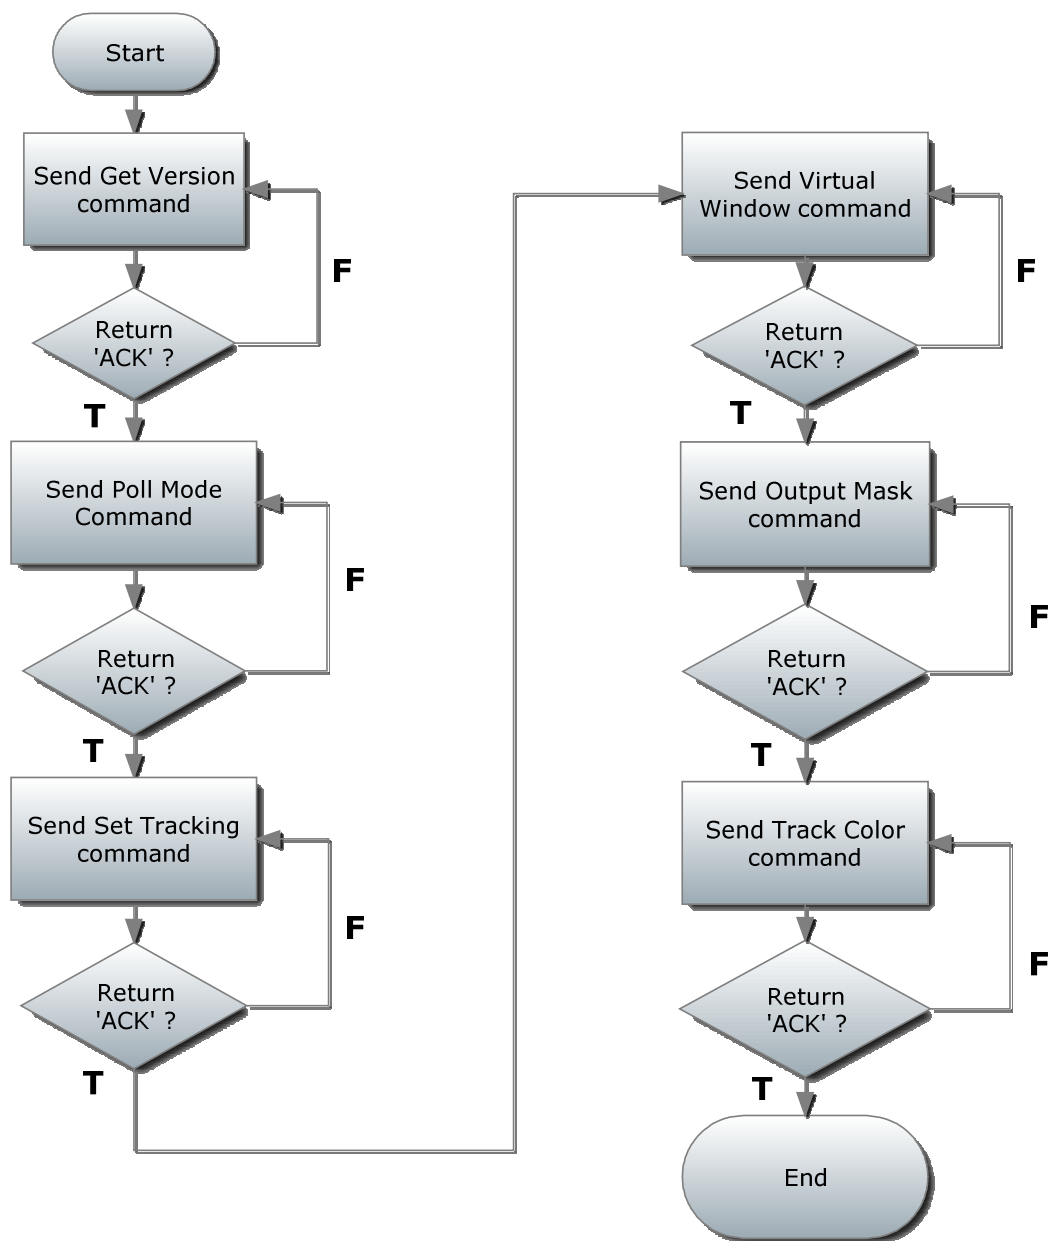 Start
Send Get Version
command
F
Return
'ACK' ?
T
Send Poll Mode
Command
F
Return
'ACK' ?
T
Send Set Tracking
command
F
Return
'ACK' ?
T
Send Virtual
Window command
F
Return
'ACK' ?
T
Send Output Mask
command
F
Return
'ACK' ?
T
Send Track Color
command
F
Return
'ACK' ?
T
End